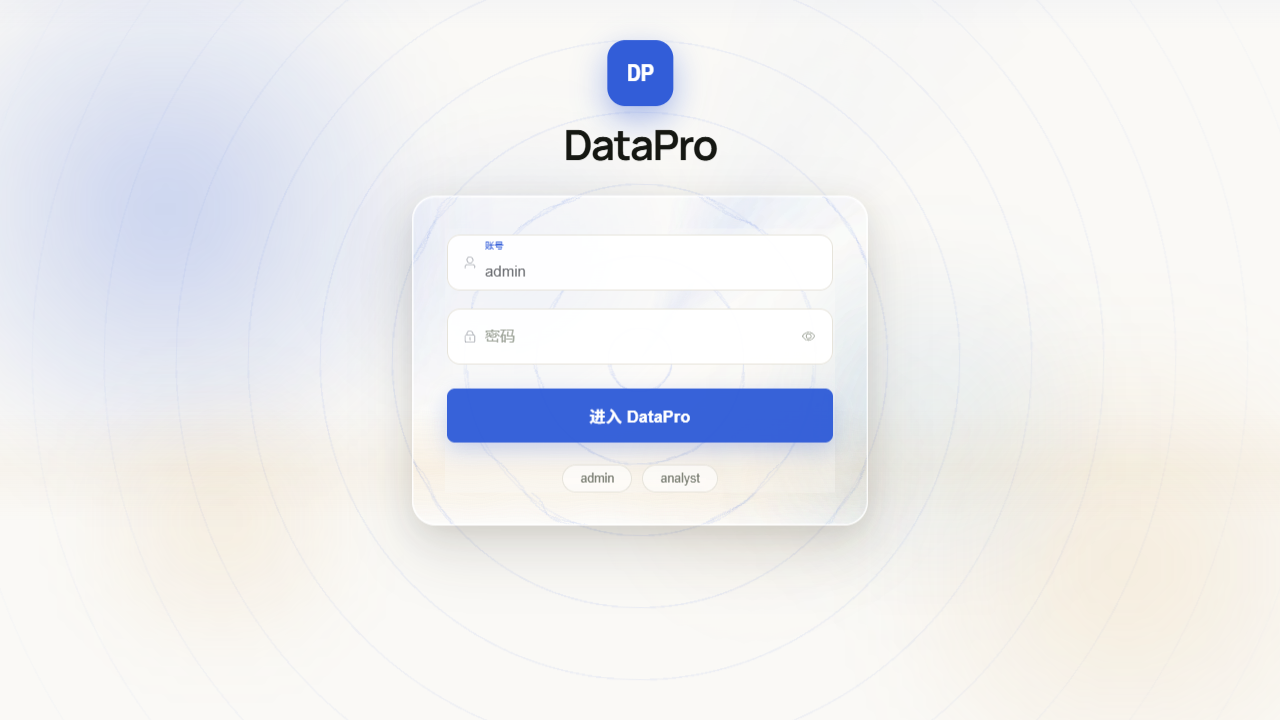 DP
DataPro
账号
admin
密码
进入 DataPro
admin
analyst